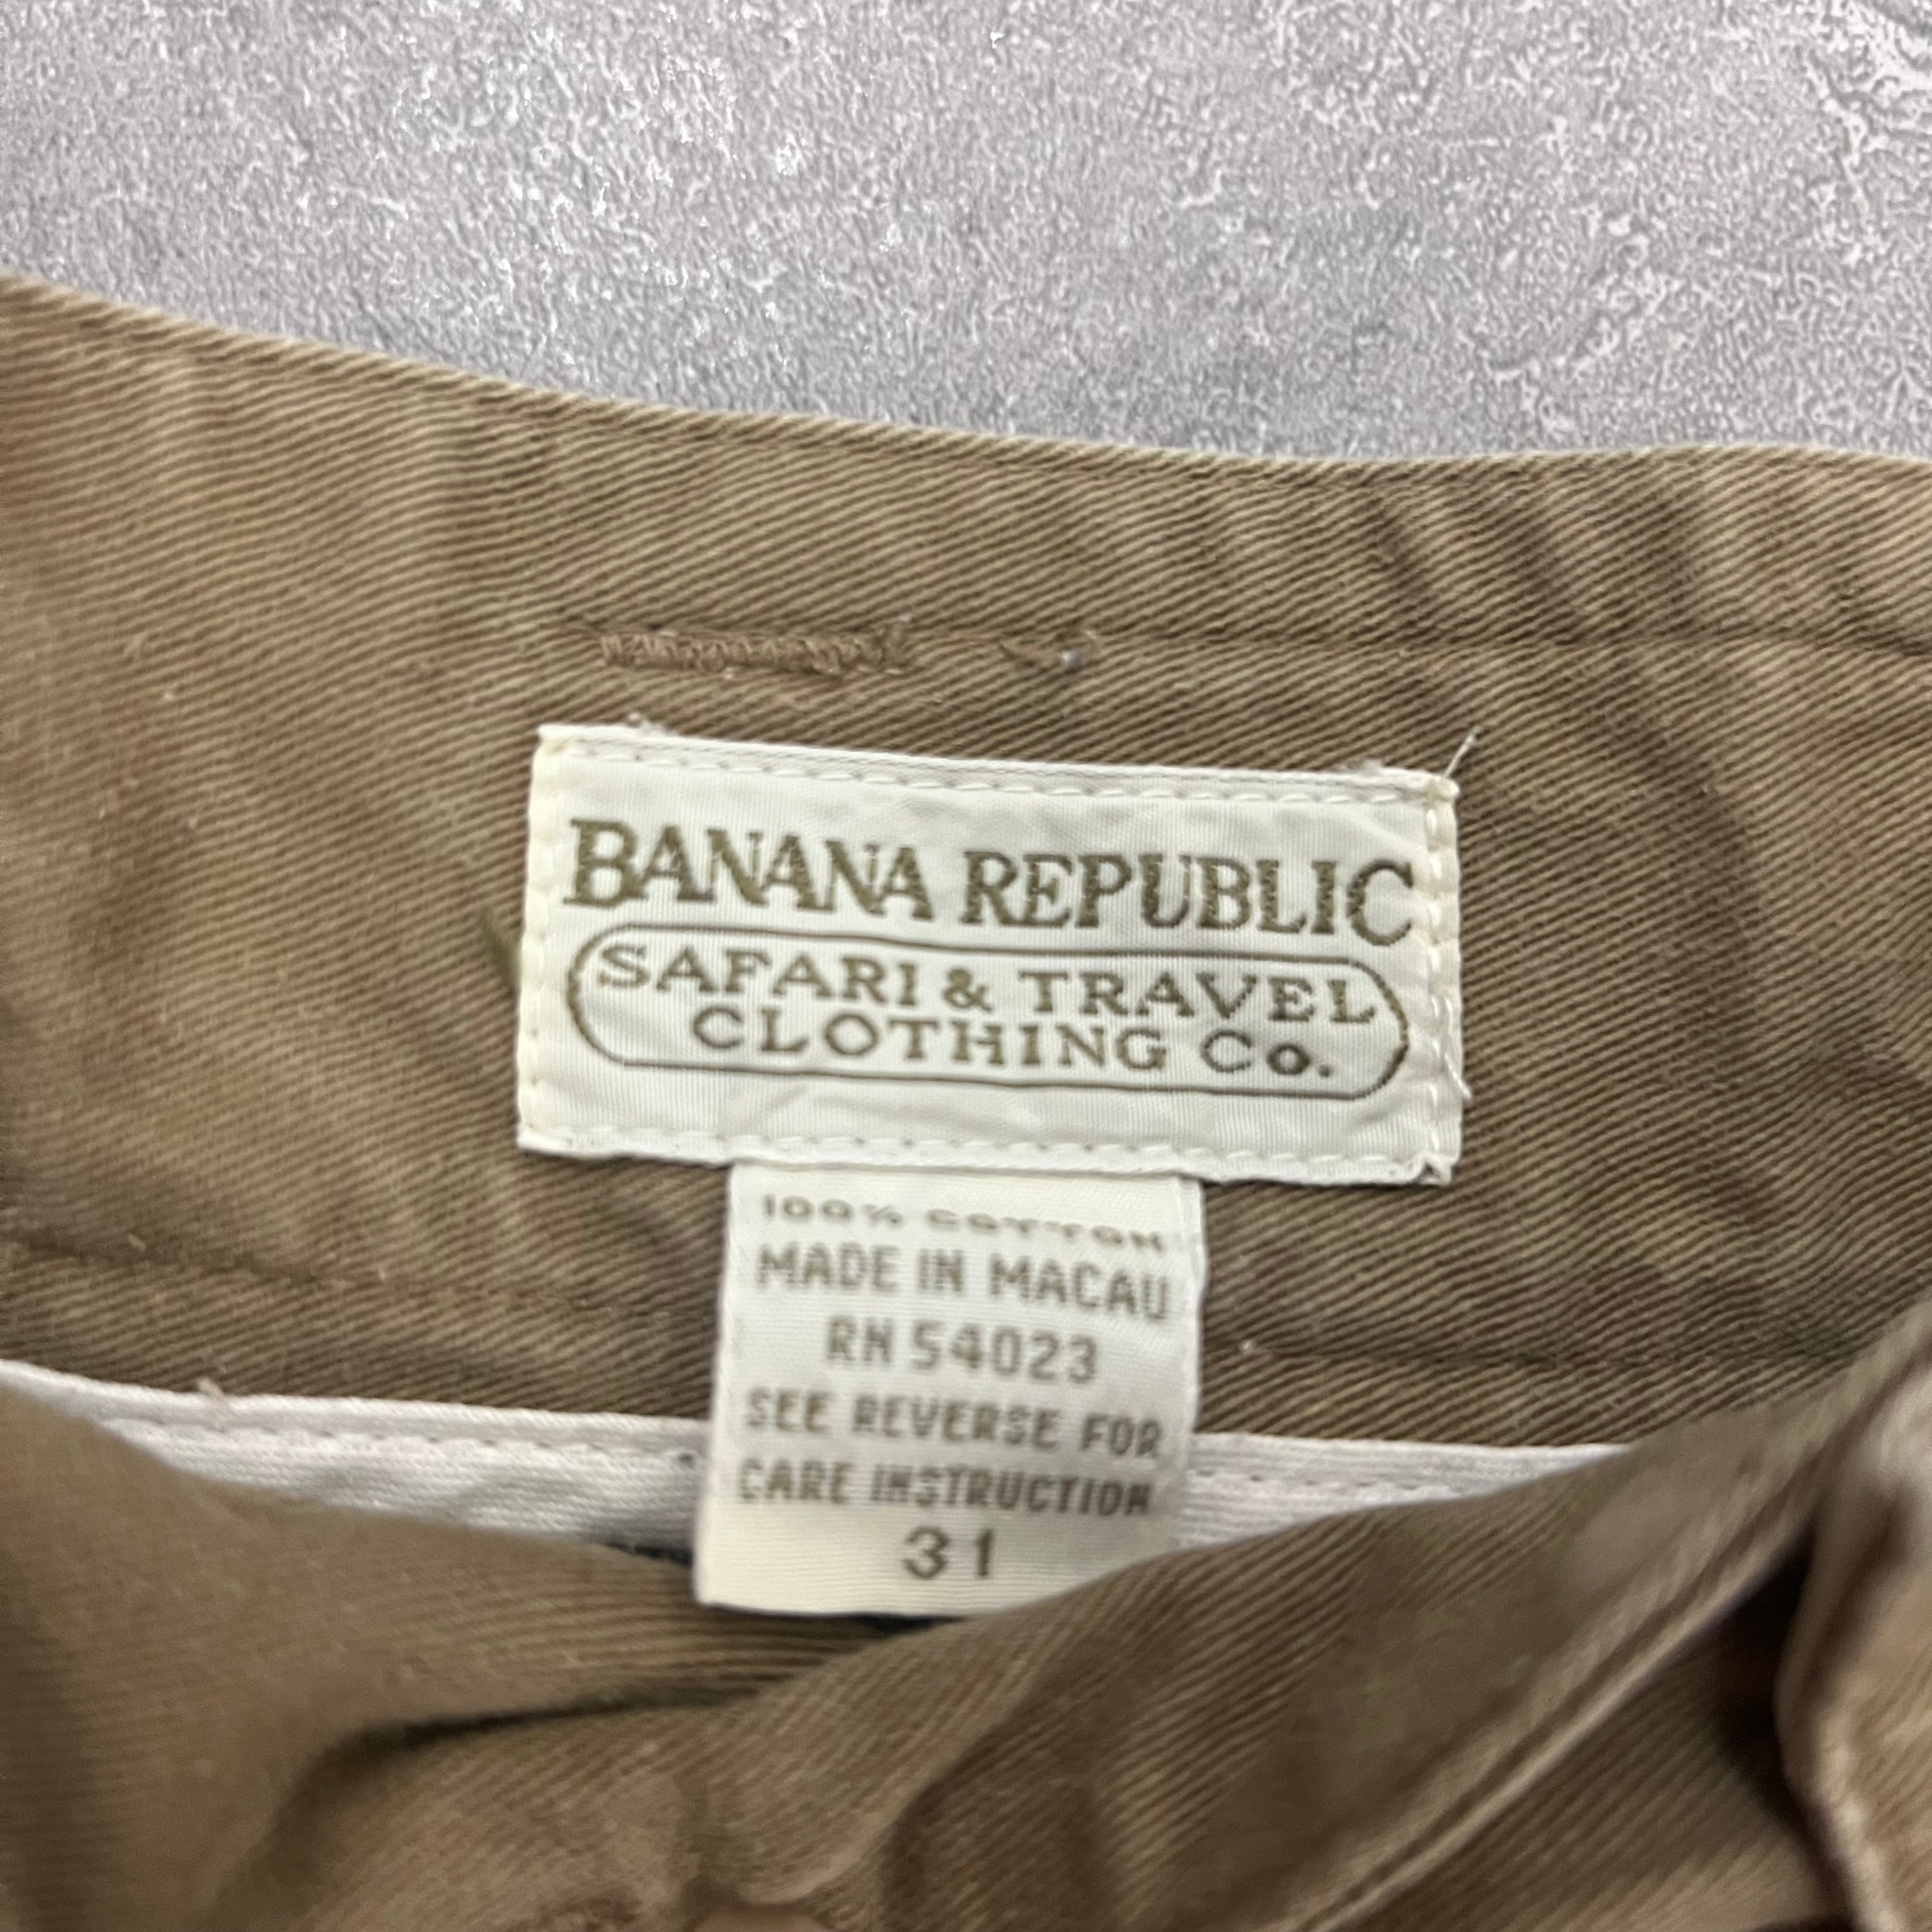 BANANA REPUBLIC
SAFARI & TRAVEL
CLOTHING Co.
100% COTTON
MADE IN MACAU
RN 54023
SEE REVERSE FOR
CARE INSTRUCTION
31